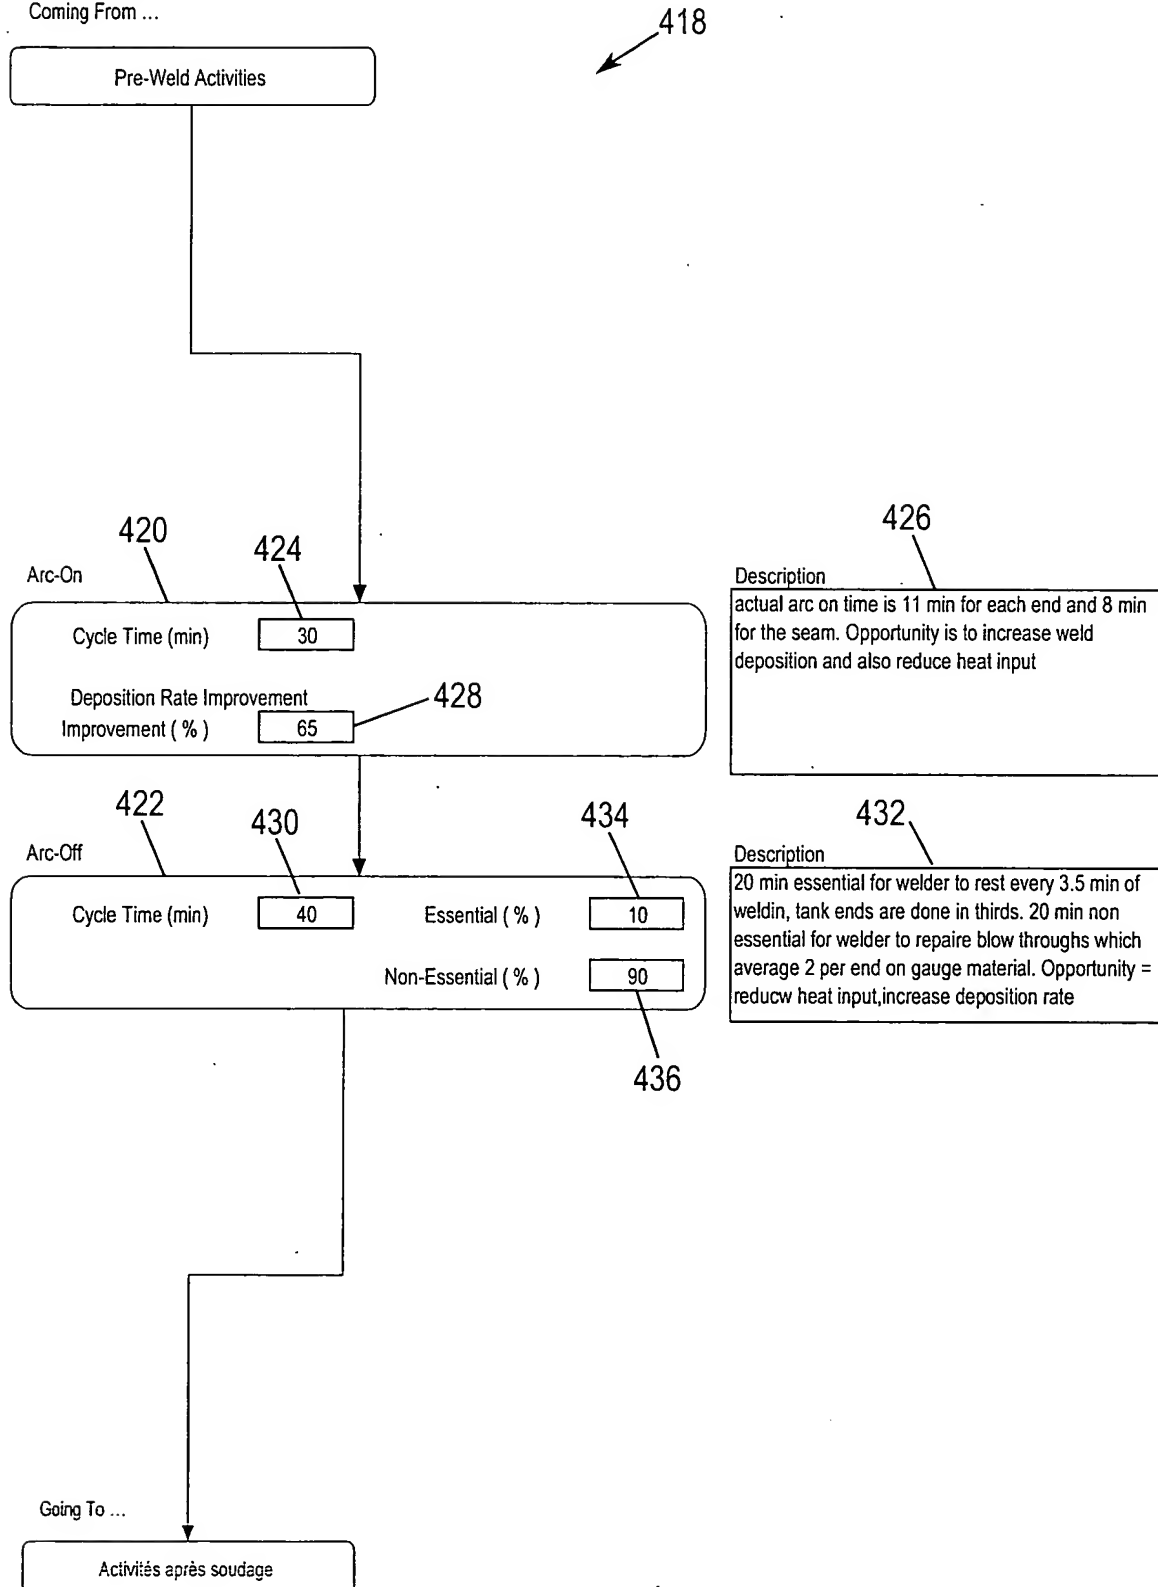 Coming From ...
418
Pre-Weld Activities
420
424
426
Arc-On
Description
Cycle Time (min)
30
actual arc on time is 11 min for each end and 8 min
for the seam. Opportunity is to increase weld
deposition and also reduce heat input
Deposition Rate Improvement
428
Improvement ( % )
65
422
430
434
432
Arc-Off
Description
Cycle Time (min)
40
Essential ( % )
10
Non-Essential ( % )
90
20 min essential for welder to rest every 3.5 min of
weldin, tank ends are done in thirds. 20 min non
essential for welder to repaire blow throughs which
average 2 per end on gauge material. Opportunity =
reducw heat input,increase deposition rate
436
Going To ...
Activités après soudage